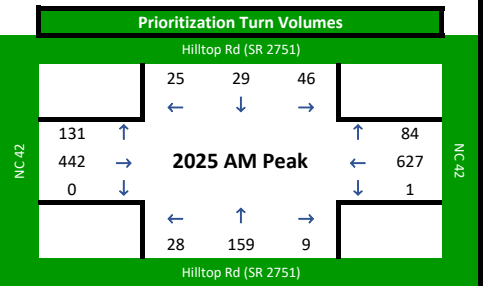 Prioritization Turn Volumes
Hilltop Rd (SR 2751)
25 29 46
← ↓ →
131 ↑ ↑ 84
NC 42 442 → 2025 AM Peak ← 627 NC 42
0 ↓ ↓ 1
← ↑ →
28 159 9
Hilltop Rd (SR 2751)